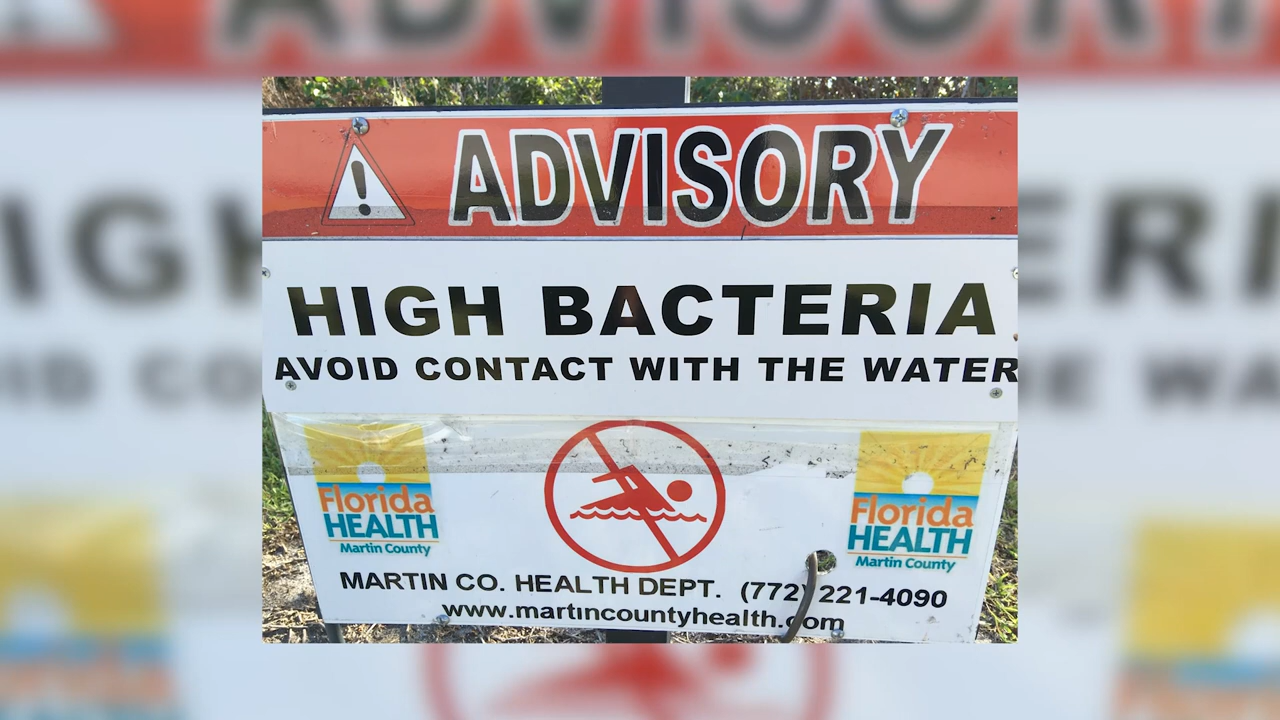 ADVISORY
HIGH BACTERIA
AVOID CONTACT WITH THE WATER
Florida
HEALTH
Martin County
Florida
HEALTH
Martin County
MARTIN CO. HEALTH DEPT. (772) 221-4090
www.martincountyhealth.com